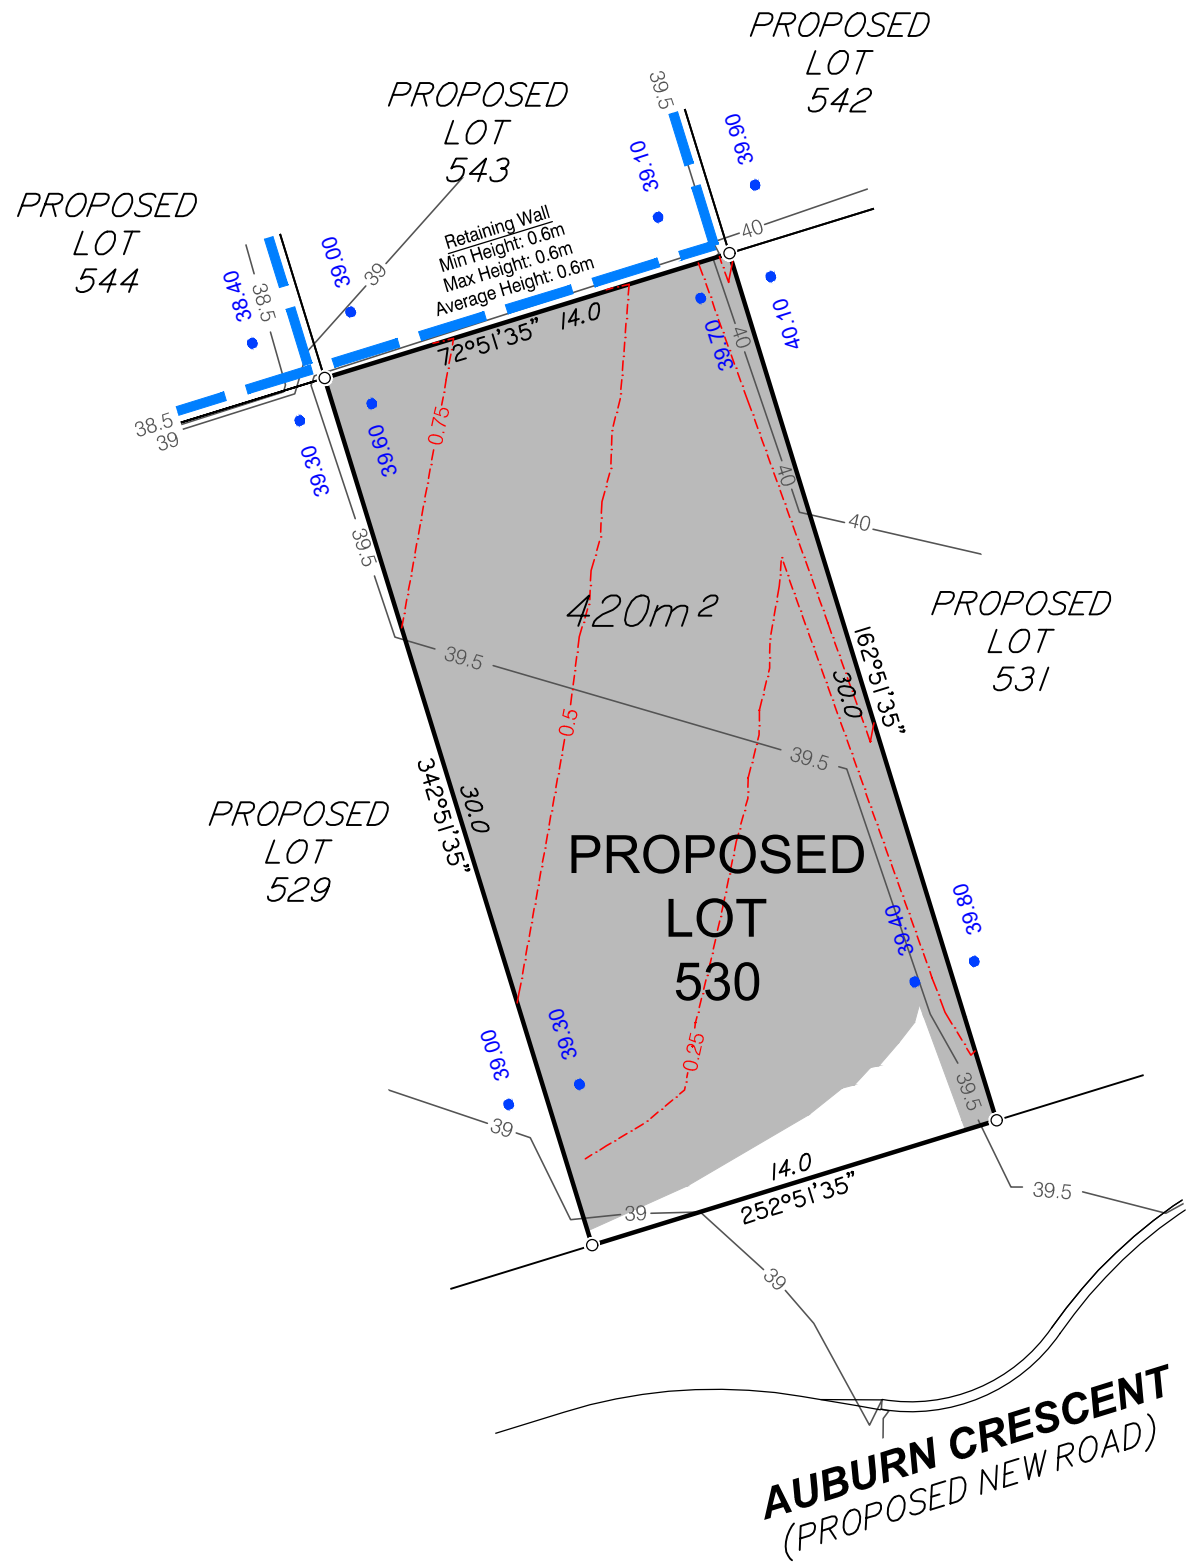 PROPOSED
LOT
542
PROPOSED
LOT
543
PROPOSED
LOT
544
39.5
39.90
39.10
40
Retaining Wall
Min Height: 0.6m
Max Height: 0.6m
Average Height: 0.6m
39.00
39
38.40
38.5
72°51'35"
14.0
39.70
40
40.10
38.5
39
39.30
39.60
0.75
40
40
39.5
420m²
PROPOSED
LOT
531
39.5
162°51'35"
30.0
0.5
39.5
342°51'35"
30.0
PROPOSED
LOT
529
PROPOSED
LOT
530
39.40
39.80
39.00
39.30
0.25
39
39.5
14.0
252°51'35"
39
39.5
39
AUBURN CRESCENT
(PROPOSED NEW ROAD)